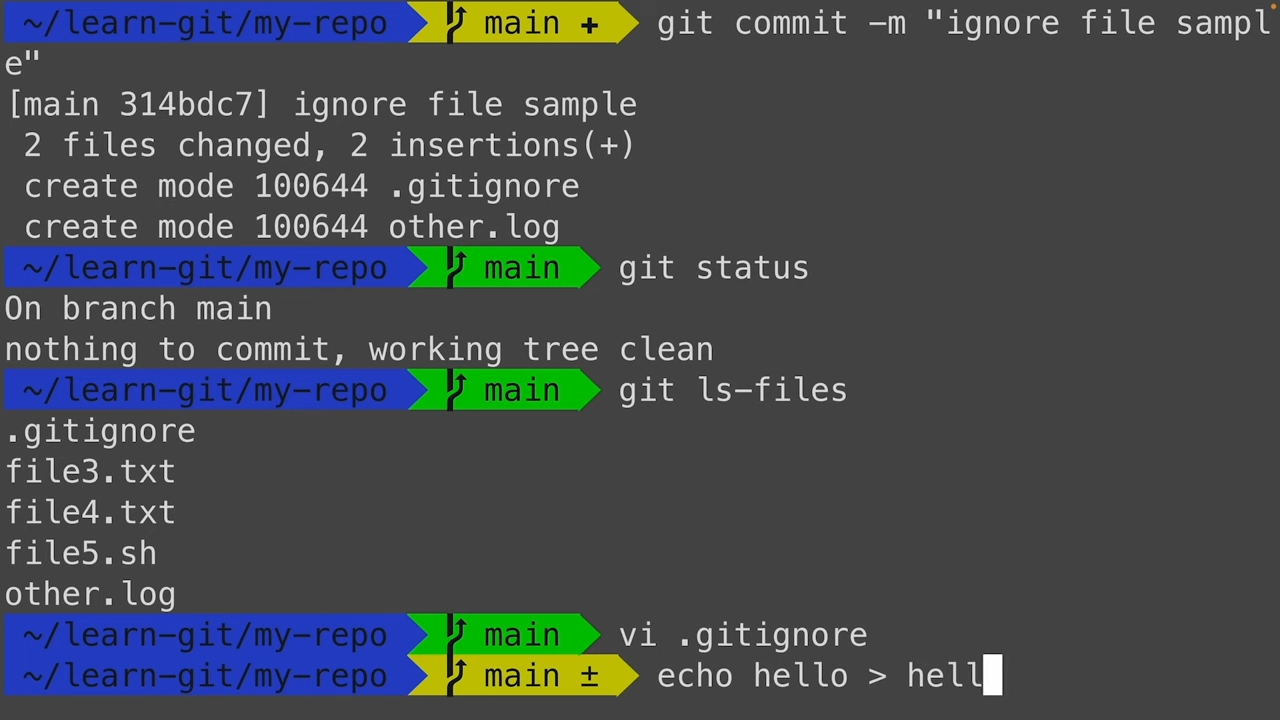 ~/learn-git/my-repo main + git commit -m "ignore file sampl
e"
[main 314bdc7] ignore file sample
2 files changed, 2 insertions(+)
create mode 100644 .gitignore
create mode 100644 other.log
~/learn-git/my-repo main git status
On branch main
nothing to commit, working tree clean
~/learn-git/my-repo main git ls-files
.gitignore
file3.txt
file4.txt
file5.sh
other.log
~/learn-git/my-repo main vi .gitignore
~/learn-git/my-repo main ± echo hello > hell